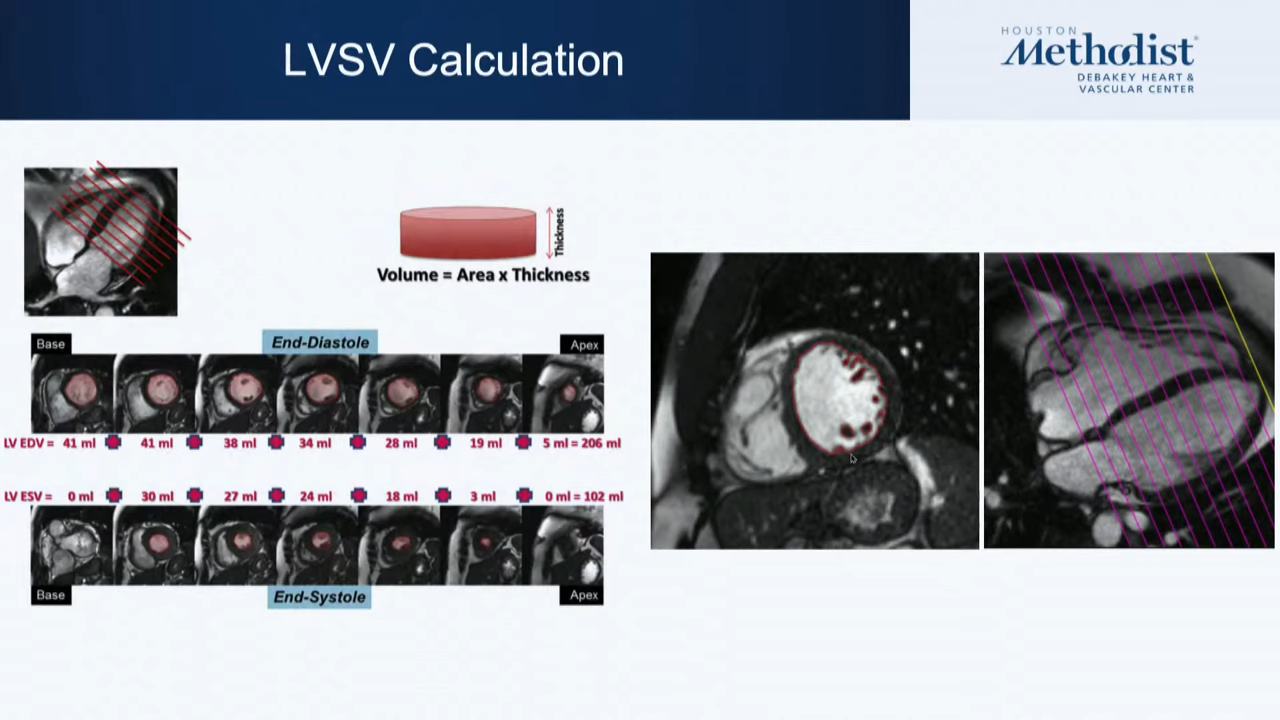 LVSV Calculation
HOUSTON
Methodist®
DEBAKEY HEART &
VASCULAR CENTER
Thickness
Volume = Area x Thickness
Base
End-Diastole
Apex
LV EDV = 41 ml 41 ml 38 ml 34 ml 28 ml 19 ml 5 ml = 206 ml
LV ESV = 0 ml 30 ml 27 ml 24 ml 18 ml 3 ml 0 ml = 102 ml
Base
End-Systole
Apex